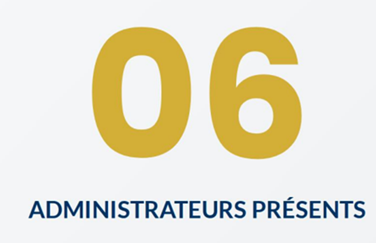 06
ADMINISTRATEURS PRÉSENTS